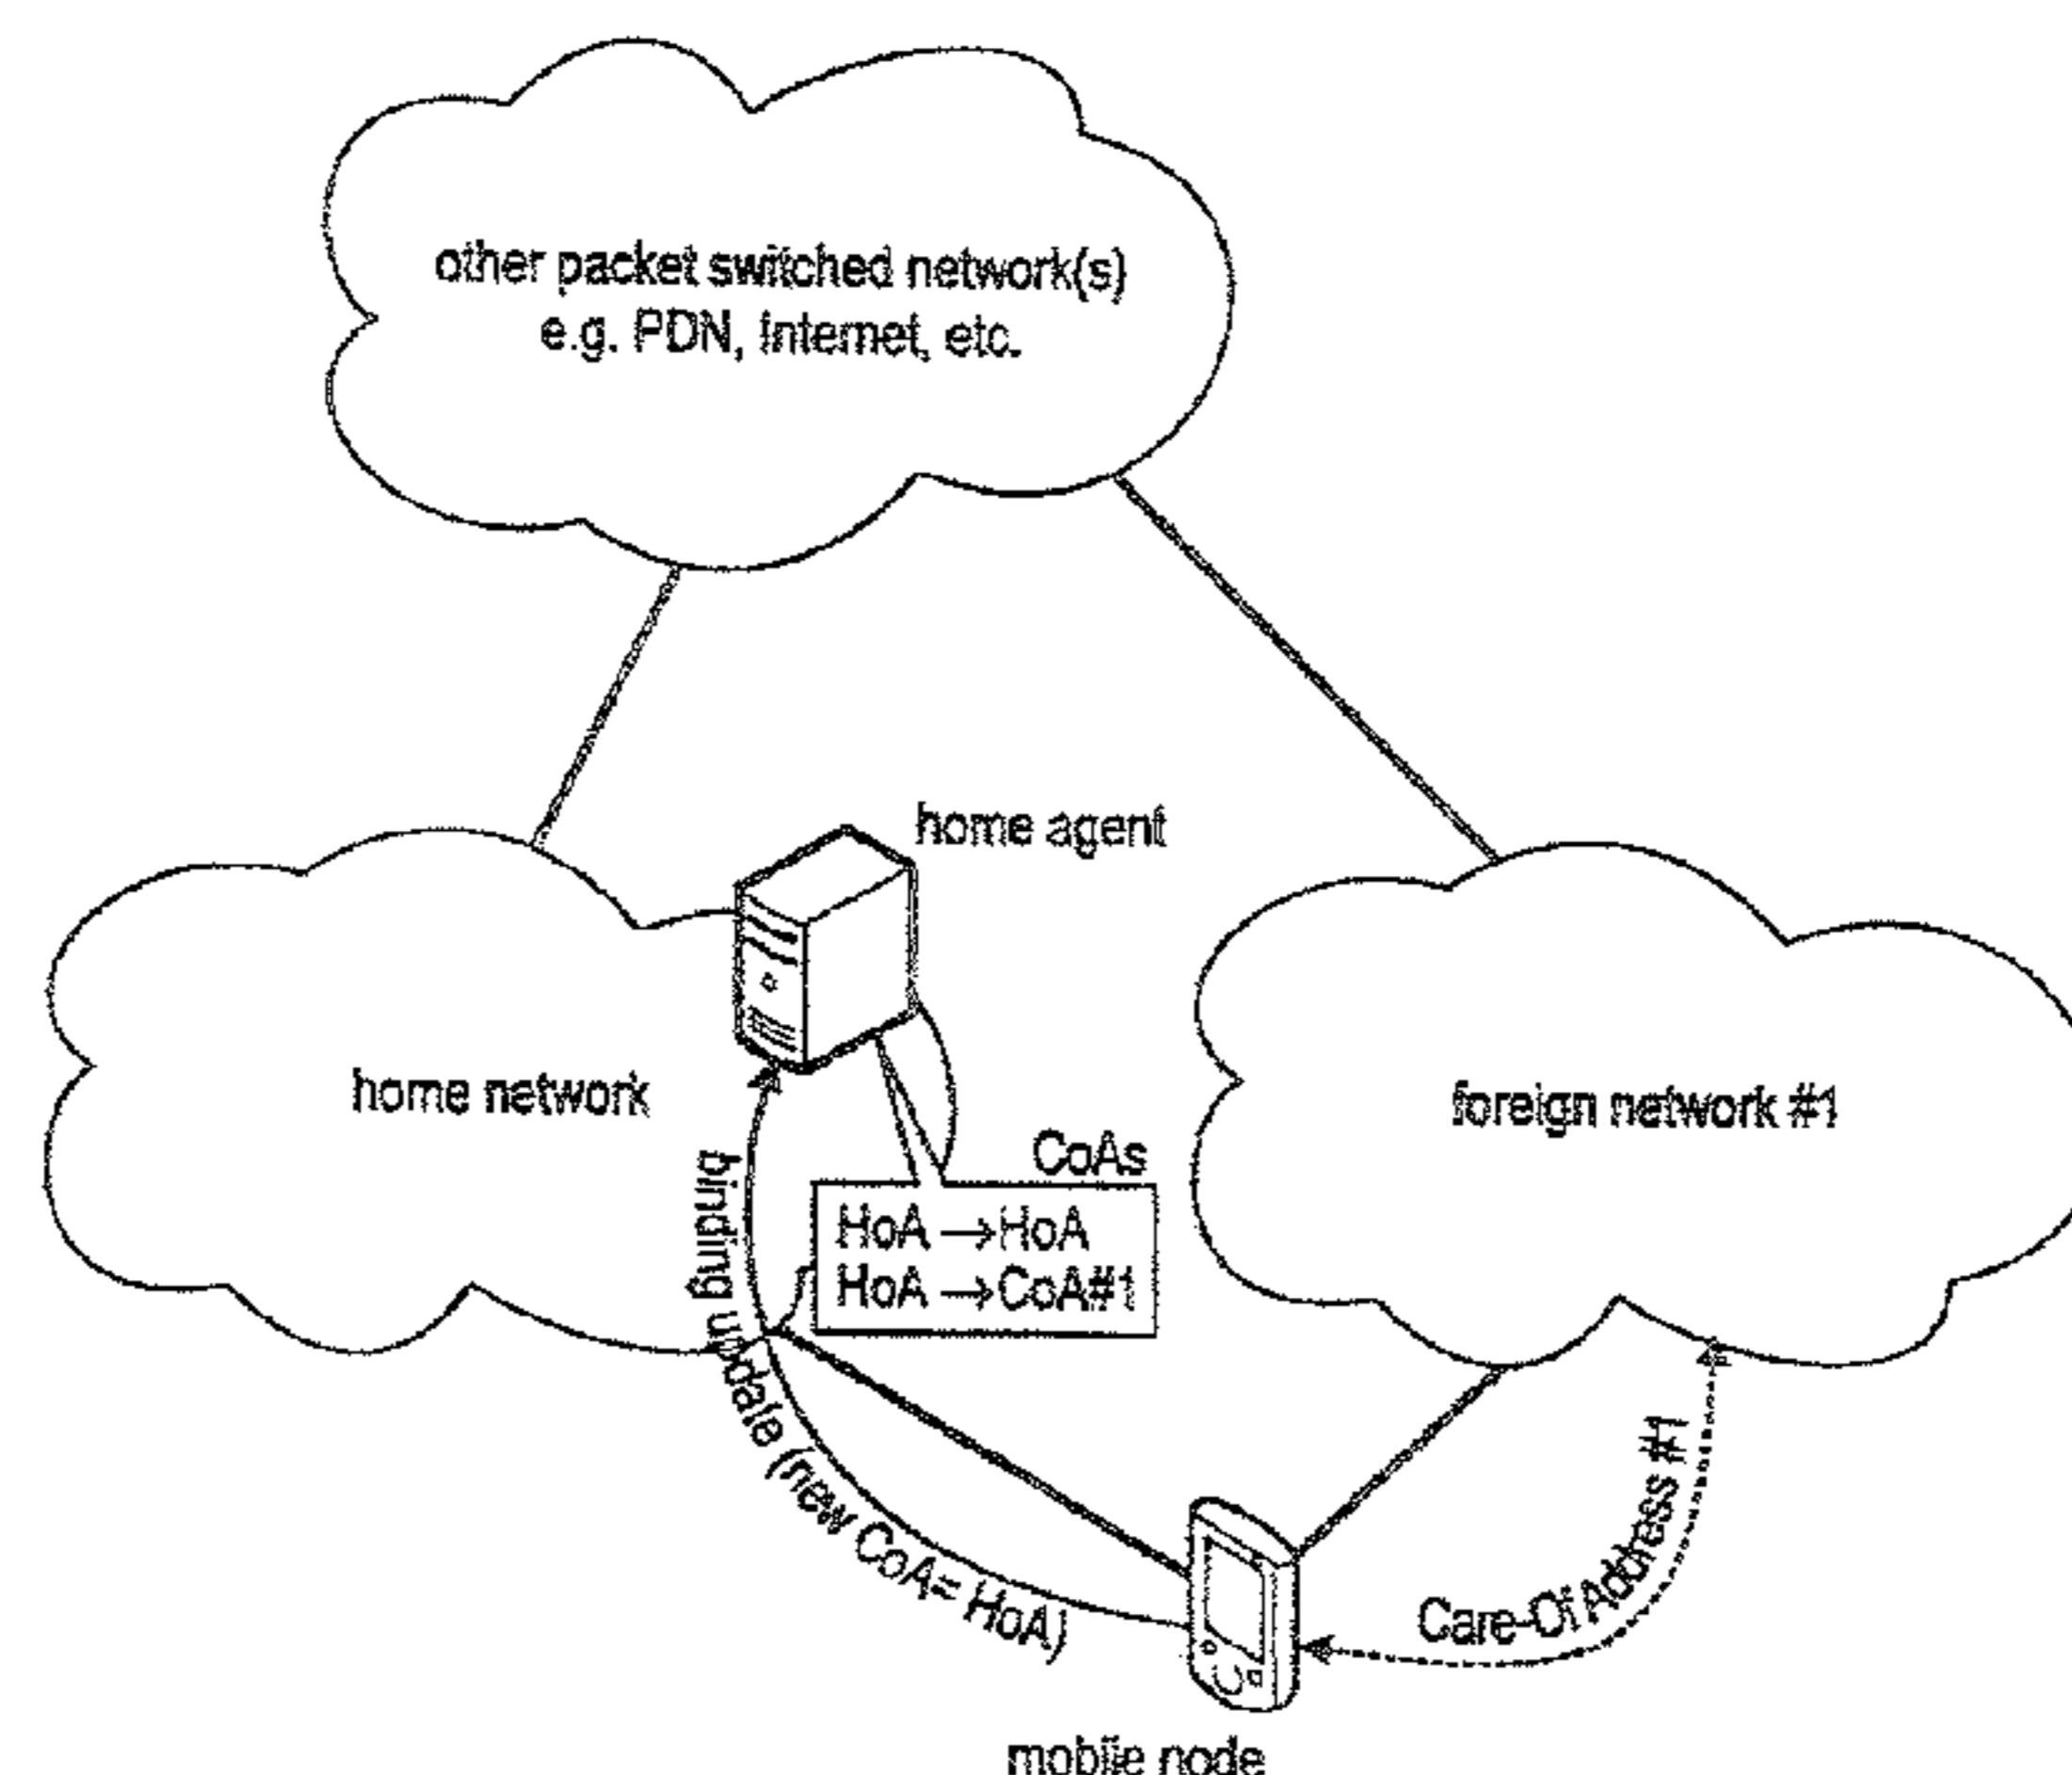 other packet switched network(s)
e.g. PDN, Internet, etc.
home agent
home network
foreign network #1
CoAs
HoA → HoA
HoA → CoA#1
binding update (new CoA= HoA)
Care-Of Address #1
mobile node